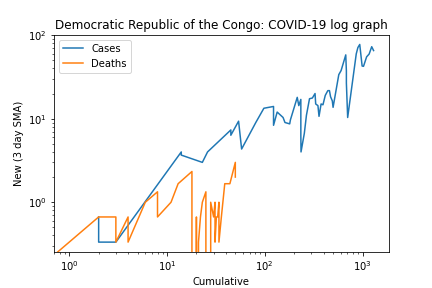 Democratic Republic of the Congo: COVID-19 log graph
Cases
Deaths
New (3 day SMA)
10²
10¹
10⁰
10⁰ 10¹ 10² 10³
Cumulative